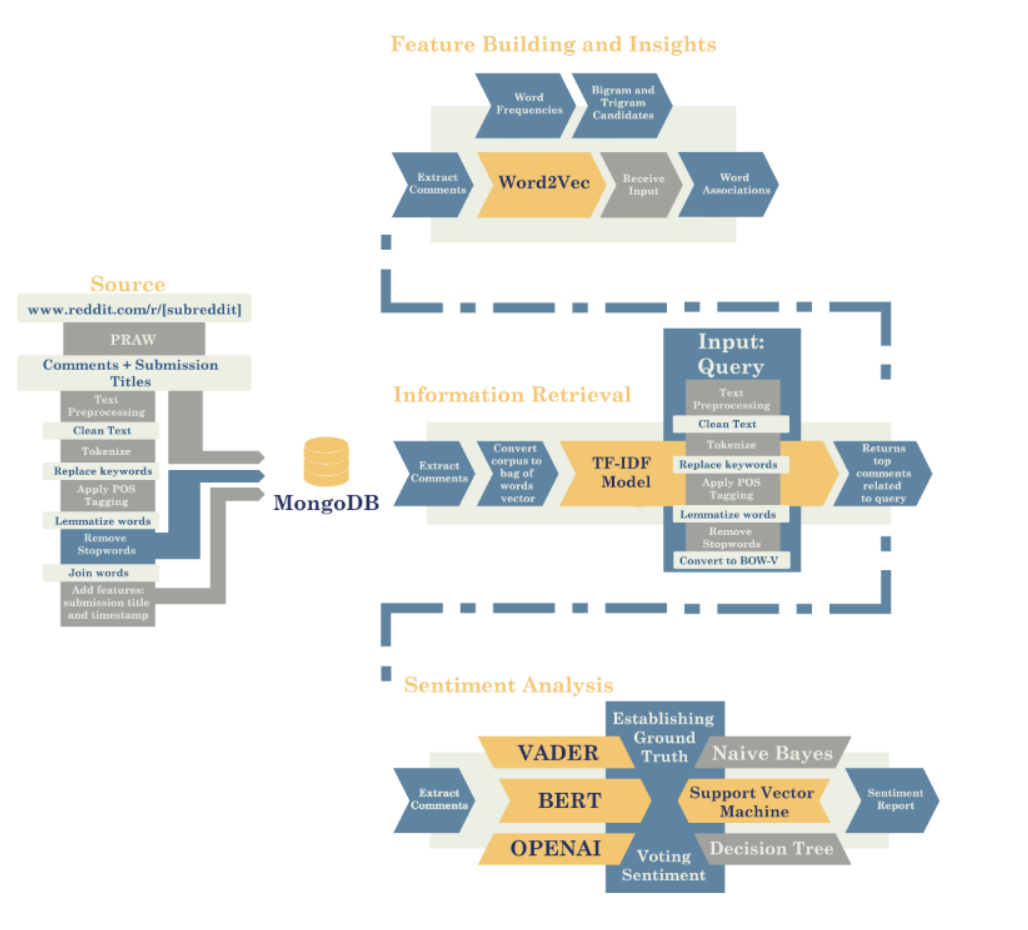 Feature Building and Insights
Word
Frequencies
Bigram and
Trigram
Candidates
Extract
Comments
Word2Vec
Receive
Input
Word
Associations
Source
www.reddit.com/r/[subreddit]
PRAW
Comments + Submission
Titles
Text
Preprocessing
Clean Text
Tokenize
Replace keywords
Apply POS
Tagging
Lemmatize words
Remove
Stopwords
Join words
Add features:
submission title
and timestamp
MongoDB
Information Retrieval
Extract
Comments
Convert
corpus to
bag of
words
vector
TF-IDF
Model
Input:
Query
Text
Preprocessing
Clean Text
Tokenize
Replace keywords
Apply POS
Tagging
Lemmatize words
Remove
Stopwords
Convert to BOW-V
Returns
top
comments
related
to query
Sentiment Analysis
Extract
Comments
VADER
BERT
OPENAI
Establishing
Ground
Truth
Voting
Sentiment
Naive Bayes
Support Vector
Machine
Decision Tree
Sentiment
Report